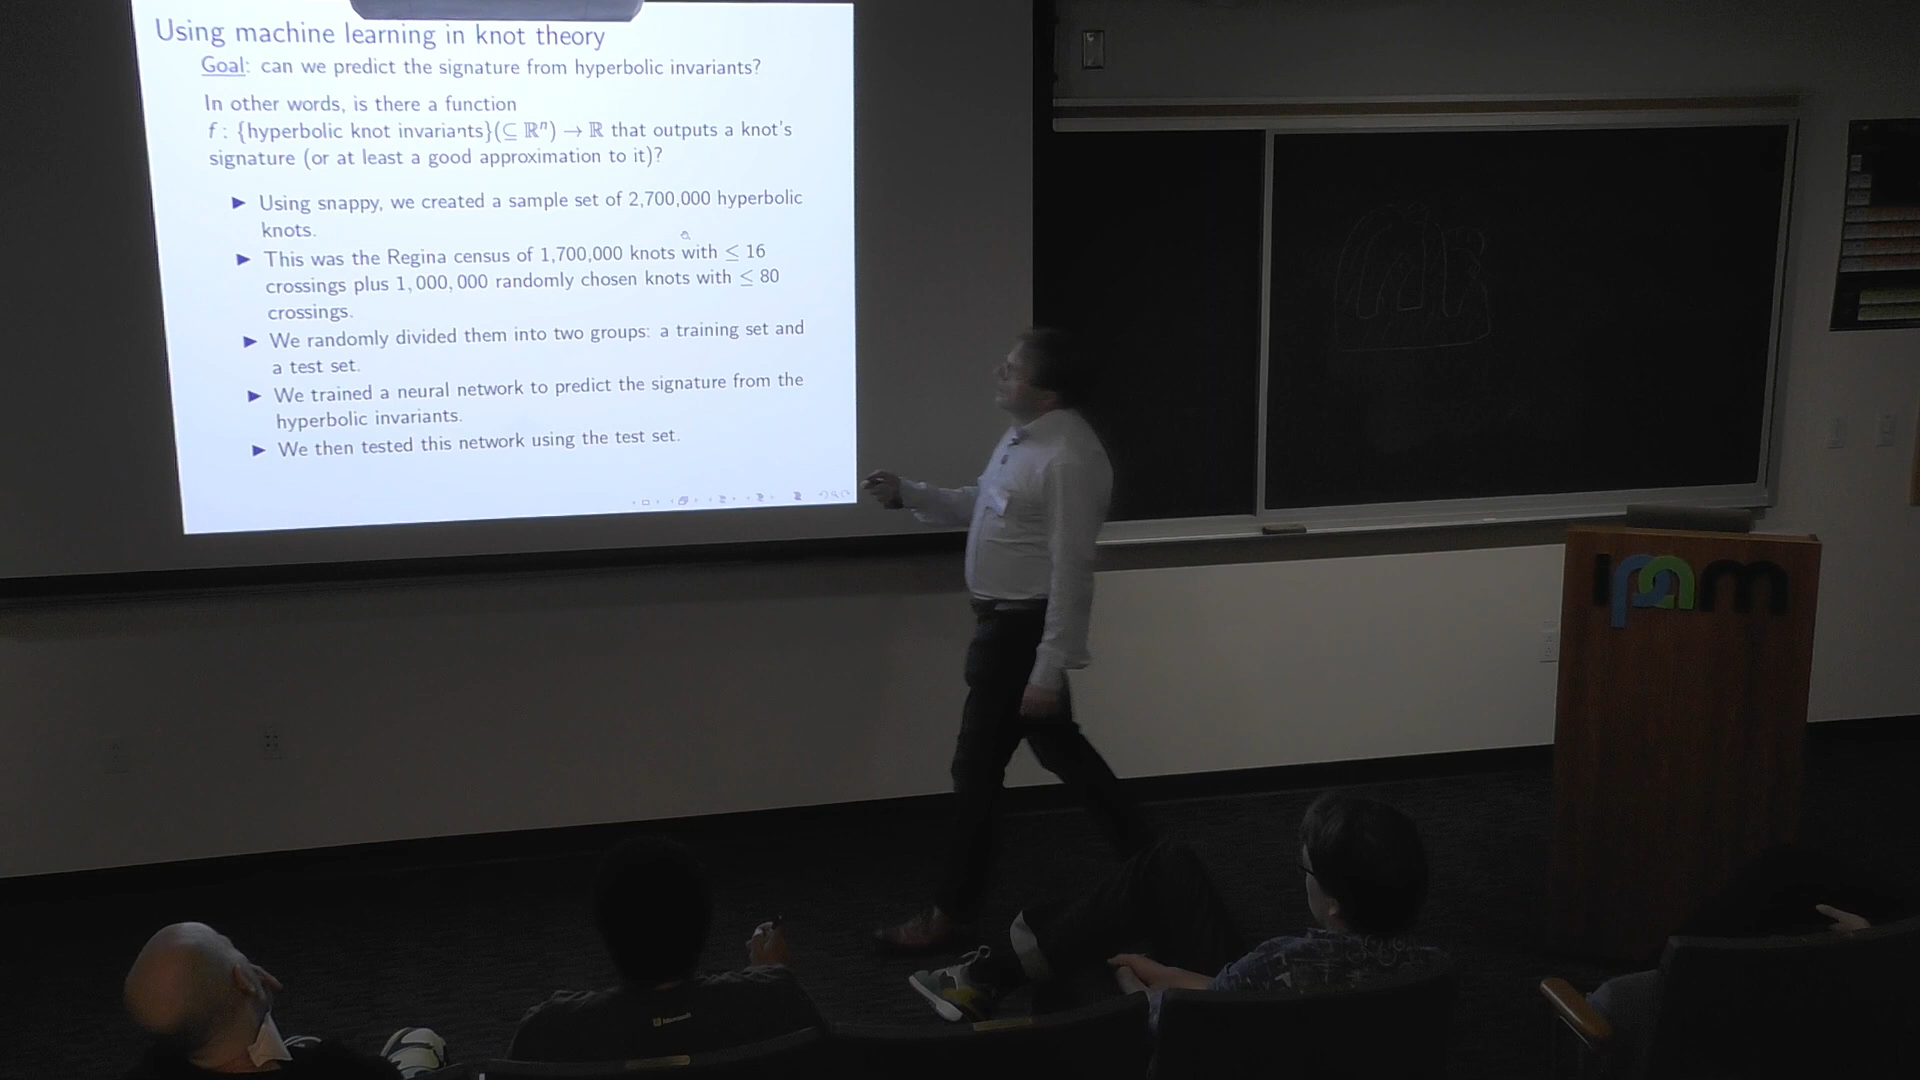 Using machine learning in knot theory
Goal: can we predict the signature from hyperbolic invariants?
In other words, is there a function
f : {hyperbolic knot invariants}(⊆ ℝⁿ) → ℝ that outputs a knot's
signature (or at least a good approximation to it)?
▶ Using snappy, we created a sample set of 2,700,000 hyperbolic
knots.
▶ This was the Regina census of 1,700,000 knots with ≤ 16
crossings plus 1,000,000 randomly chosen knots with ≤ 80
crossings.
▶ We randomly divided them into two groups: a training set and
a test set.
▶ We trained a neural network to predict the signature from the
hyperbolic invariants.
▶ We then tested this network using the test set.
ipam
Microsoft